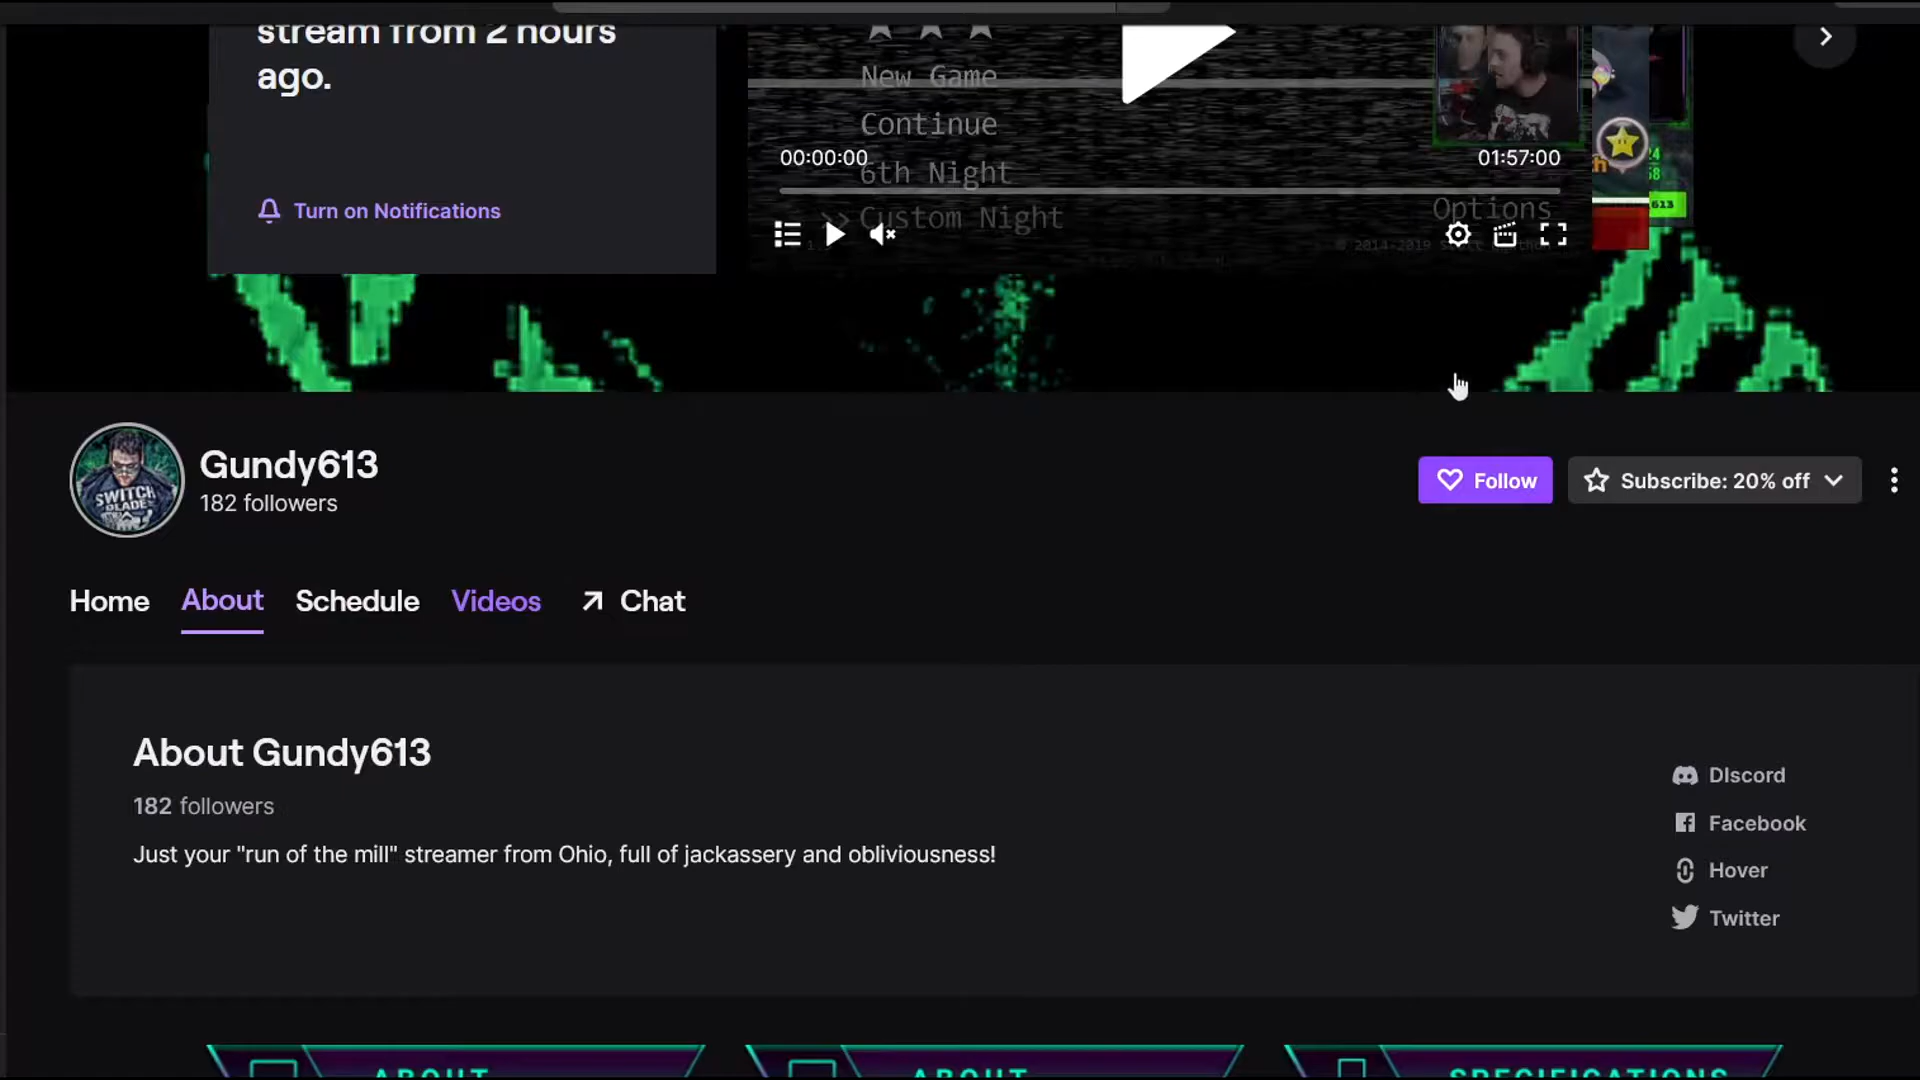 stream from 2 hours
ago.
Turn on Notifications
New Game
Continue
00:00:00
01:57:00
6th Night
>> Custom Night
Options
613
Gundy613
182 followers
Follow
Subscribe: 20% off
SWITCH
BLADE
Home
About
Schedule
Videos
Chat
About Gundy613
182 followers
Just your "run of the mill" streamer from Ohio, full of jackassery and obliviousness!
DIscord
Facebook
Hover
Twitter
ABOUT
ABOUT
SPECIFICATIONS